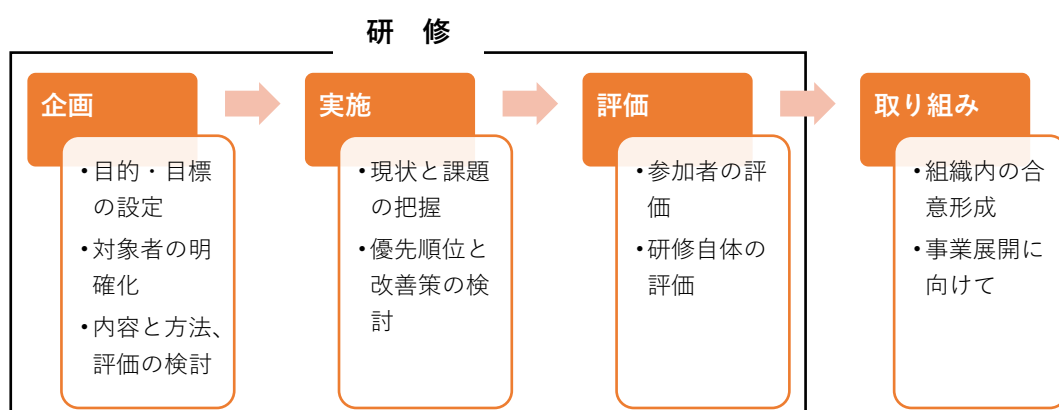 研　修
企画
・目的・目標
の設定
・対象者の明
確化
・内容と方法、
評価の検討
実施
・現状と課題
の把握
・優先順位と
改善策の検
討
評価
・参加者の評
価
・研修自体の
評価
取り組み
・組織内の合
意形成
・事業展開に
向けて